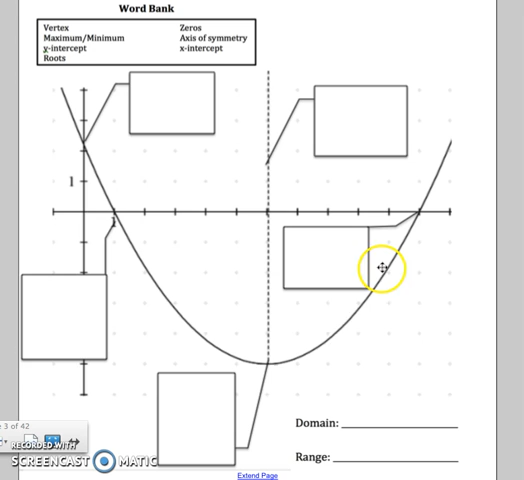 Word Bank
Vertex
Zeros
Maximum/Minimum
Axis of symmetry
y-intercept
x-intercept
Roots
1
1
Domain:
3 of 42
RECORDED WITH
SCREENCAST MATIC
Range:
Extend Page